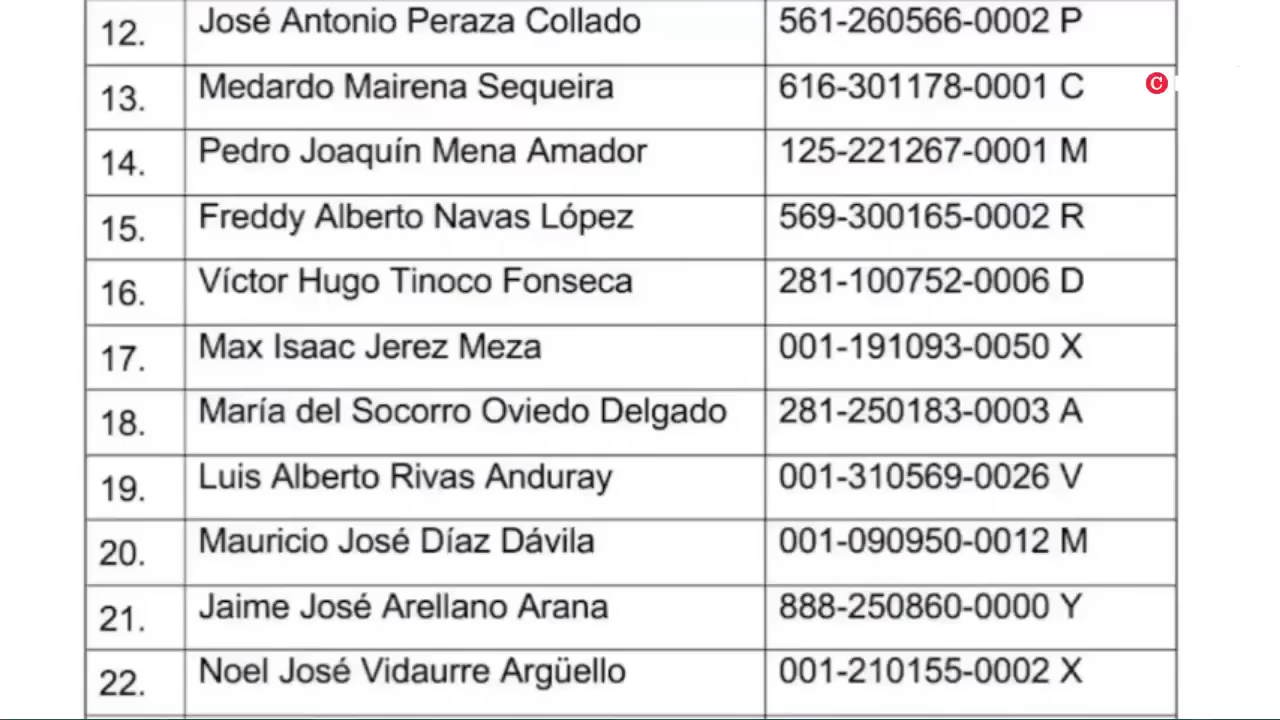 12. José Antonio Peraza Collado 561-260566-0002 P
13. Medardo Mairena Sequeira 616-301178-0001 C
C
14. Pedro Joaquín Mena Amador 125-221267-0001 M
15. Freddy Alberto Navas López 569-300165-0002 R
16. Víctor Hugo Tinoco Fonseca 281-100752-0006 D
17. Max Isaac Jerez Meza 001-191093-0050 X
18. María del Socorro Oviedo Delgado 281-250183-0003 A
19. Luis Alberto Rivas Anduray 001-310569-0026 V
20. Mauricio José Díaz Dávila 001-090950-0012 M
21. Jaime José Arellano Arana 888-250860-0000 Y
22. Noel José Vidaurre Argüello 001-210155-0002 X